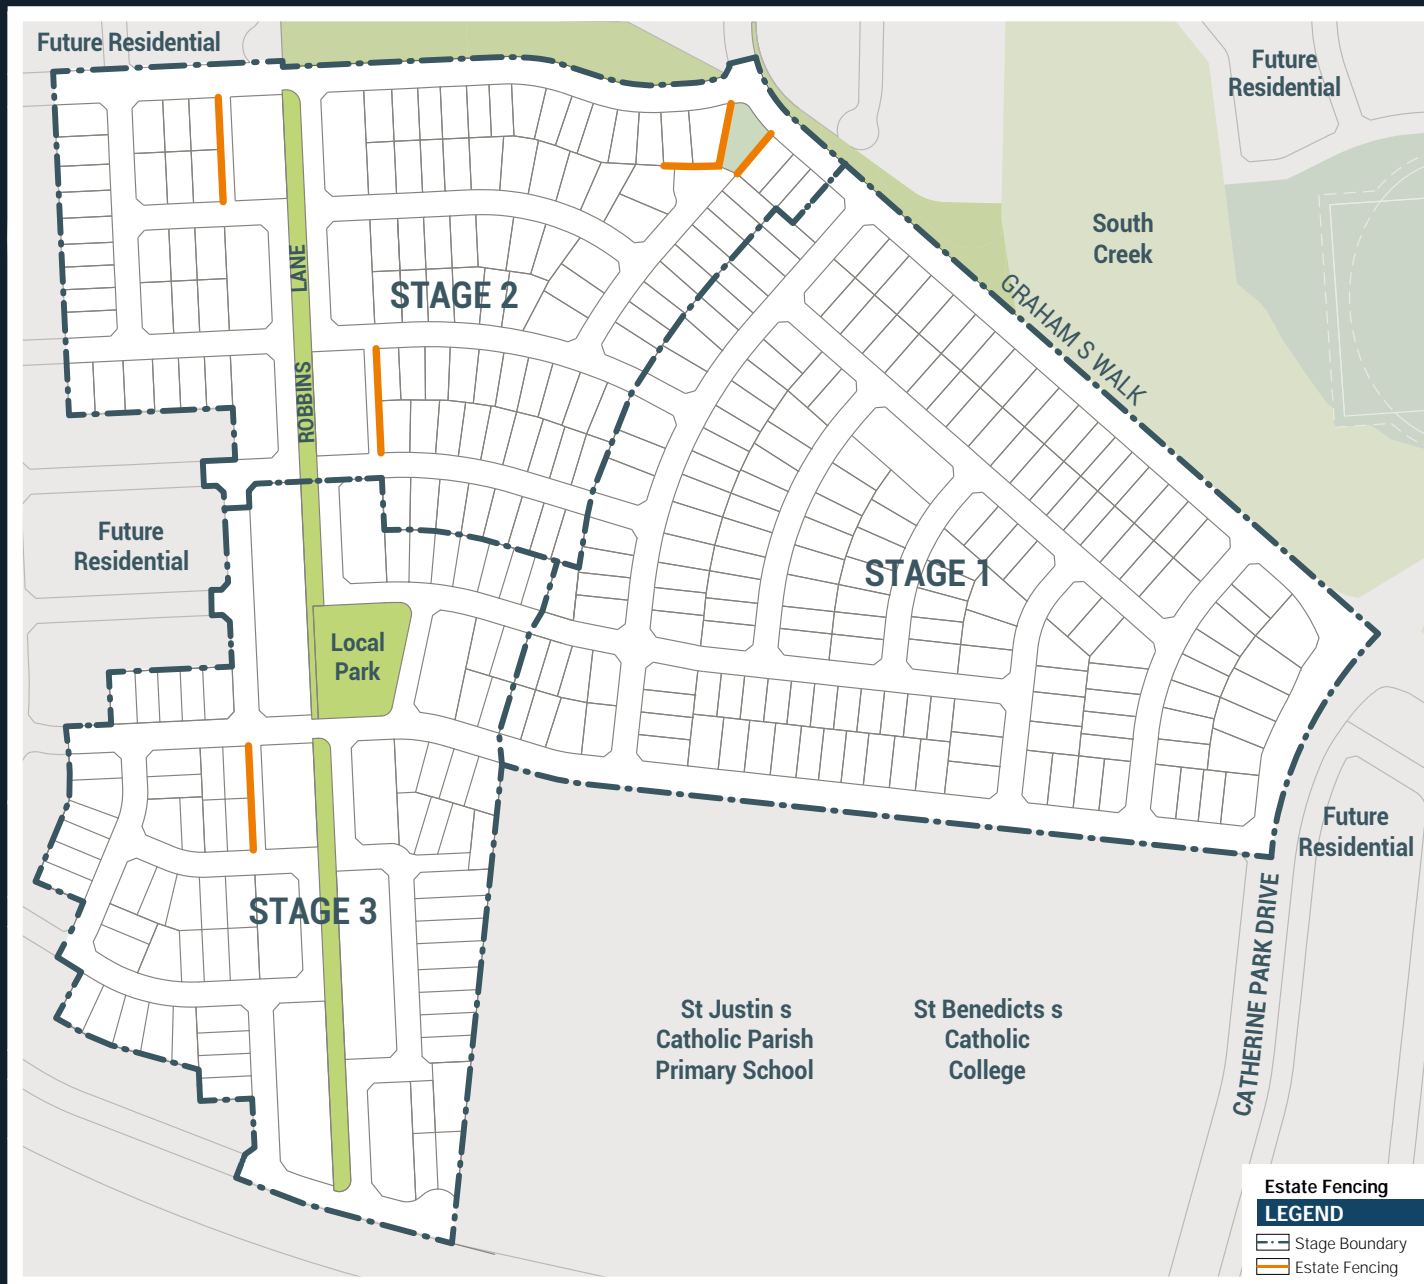 Future Residential
Future
Residential
South
Creek
GRAHAM S WALK
LANE
ROBBINS
STAGE 2
Future
Residential
STAGE 1
Local
Park
Future
Residential
STAGE 3
CATHERINE PARK DRIVE
St Justin s
Catholic Parish
Primary School
St Benedicts s
Catholic
College
Estate Fencing
LEGEND
Stage Boundary
Estate Fencing